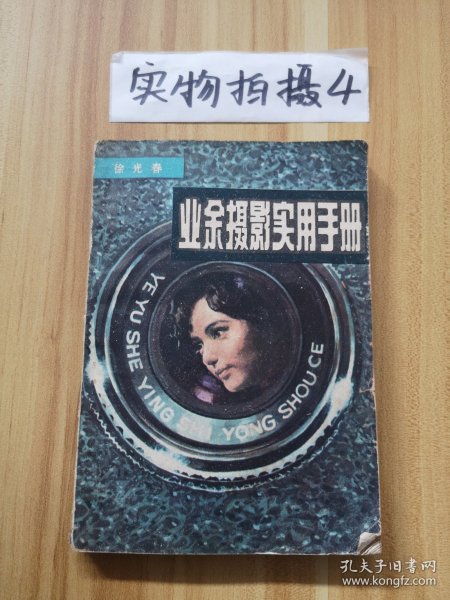 实物拍摄4
徐光春
业余摄影实用手册
YE YU SHE YING SHI YONG SHOU CE
孔夫子旧书网
www.kongfz.com